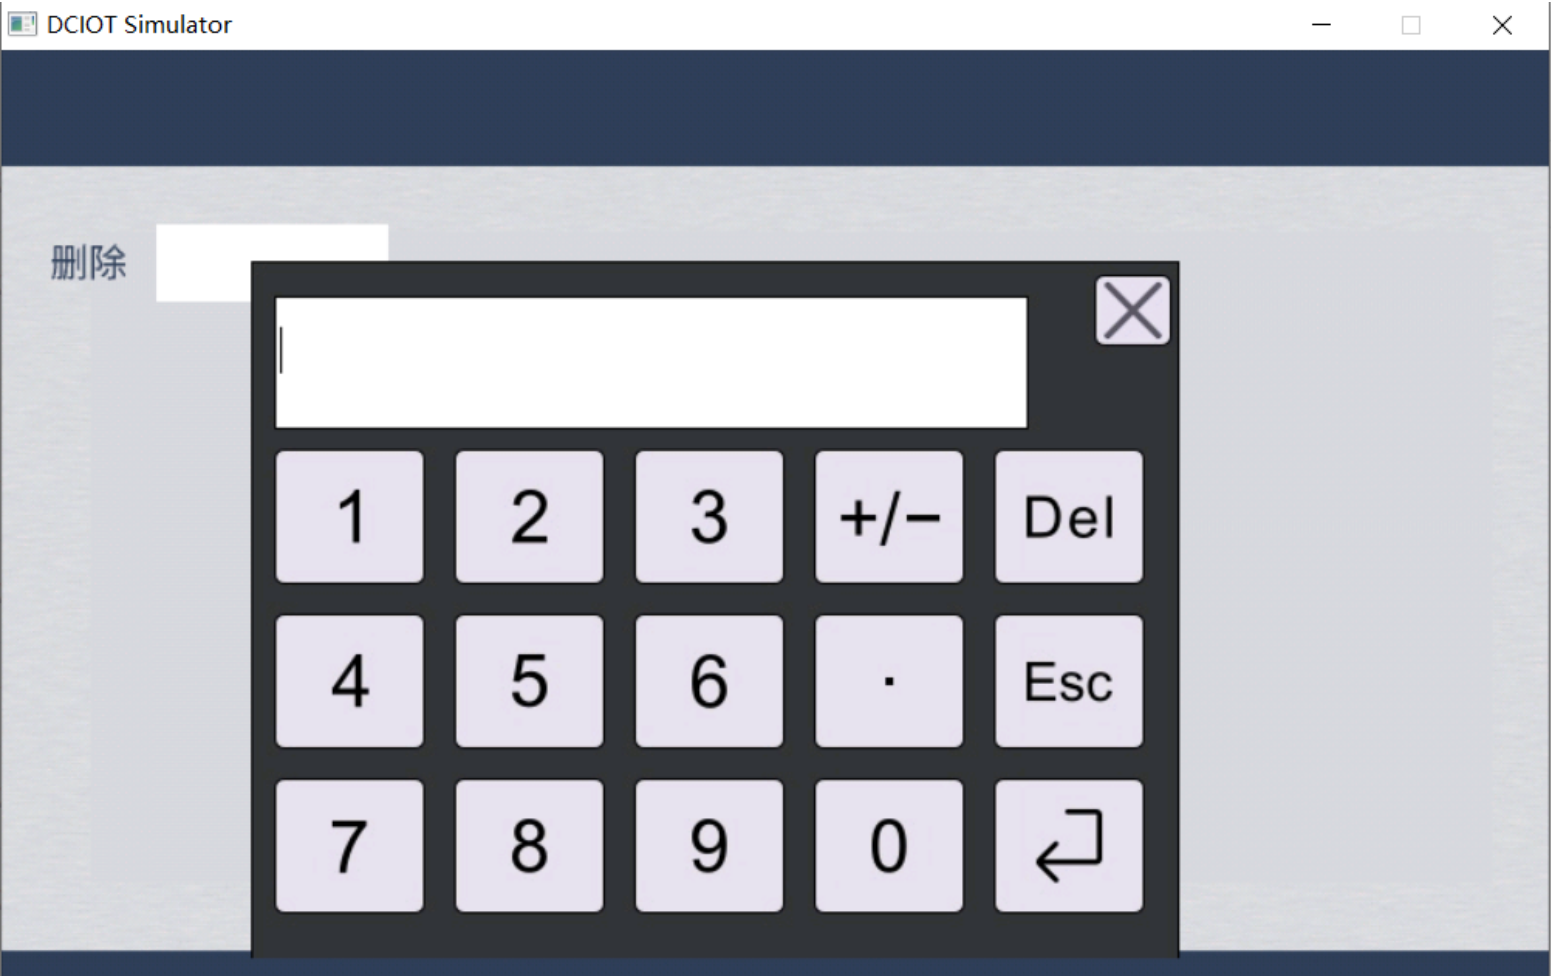 DCIOT Simulator
删除
1 2 3 +/− Del
4 5 6 . Esc
7 8 9 0